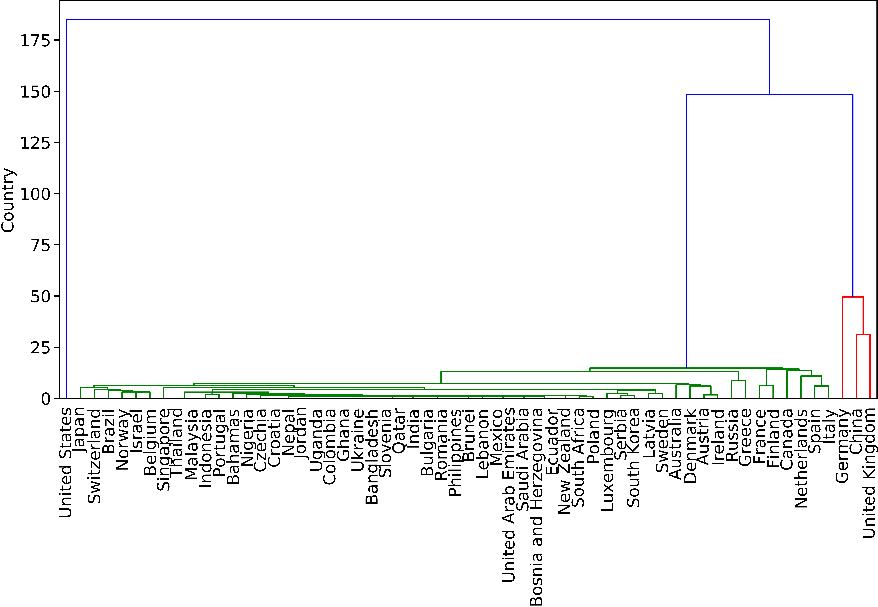 175
150
125
100
75
50
25
0
Country
United States
Japan
Switzerland
Brazil
Norway
Israel
Belgium
Singapore
Thailand
Malaysia
Indonesia
Portugal
Bahamas
Nigeria
Czechia
Croatia
Nepal
Jordan
Uganda
Colombia
Ghana
Ukraine
Bangladesh
Slovenia
Qatar
India
Bulgaria
Romania
Philippines
Brunei
Lebanon
Mexico
United Arab Emirates
Saudi Arabia
Bosnia and Herzegovina
Ecuador
New Zealand
South Africa
Poland
Luxembourg
Serbia
South Korea
Latvia
Sweden
Australia
Denmark
Austria
Ireland
Russia
Greece
France
Finland
Canada
Netherlands
Spain
Italy
Germany
China
United Kingdom